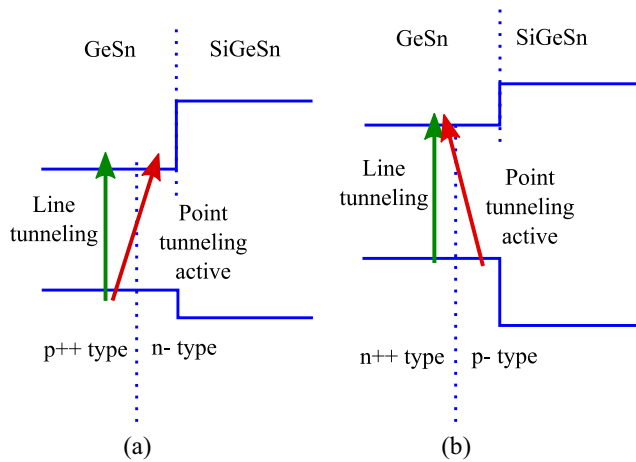 GeSn
SiGeSn
Line
tunneling
Point
tunneling
active
p++ type
n- type
(a)
GeSn
SiGeSn
Line
tunneling
Point
tunneling
active
n++ type
p- type
(b)